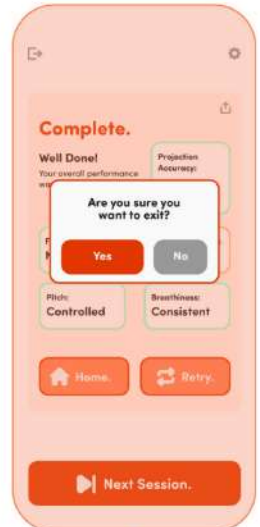 Complete.
Well Done!
Your overall performance
Projection
Accuracy:
Are you sure you
want to exit?
Yes
No
Pitch:
Controlled
Breathiness:
Consistent
Home.
Retry.
Next Session.